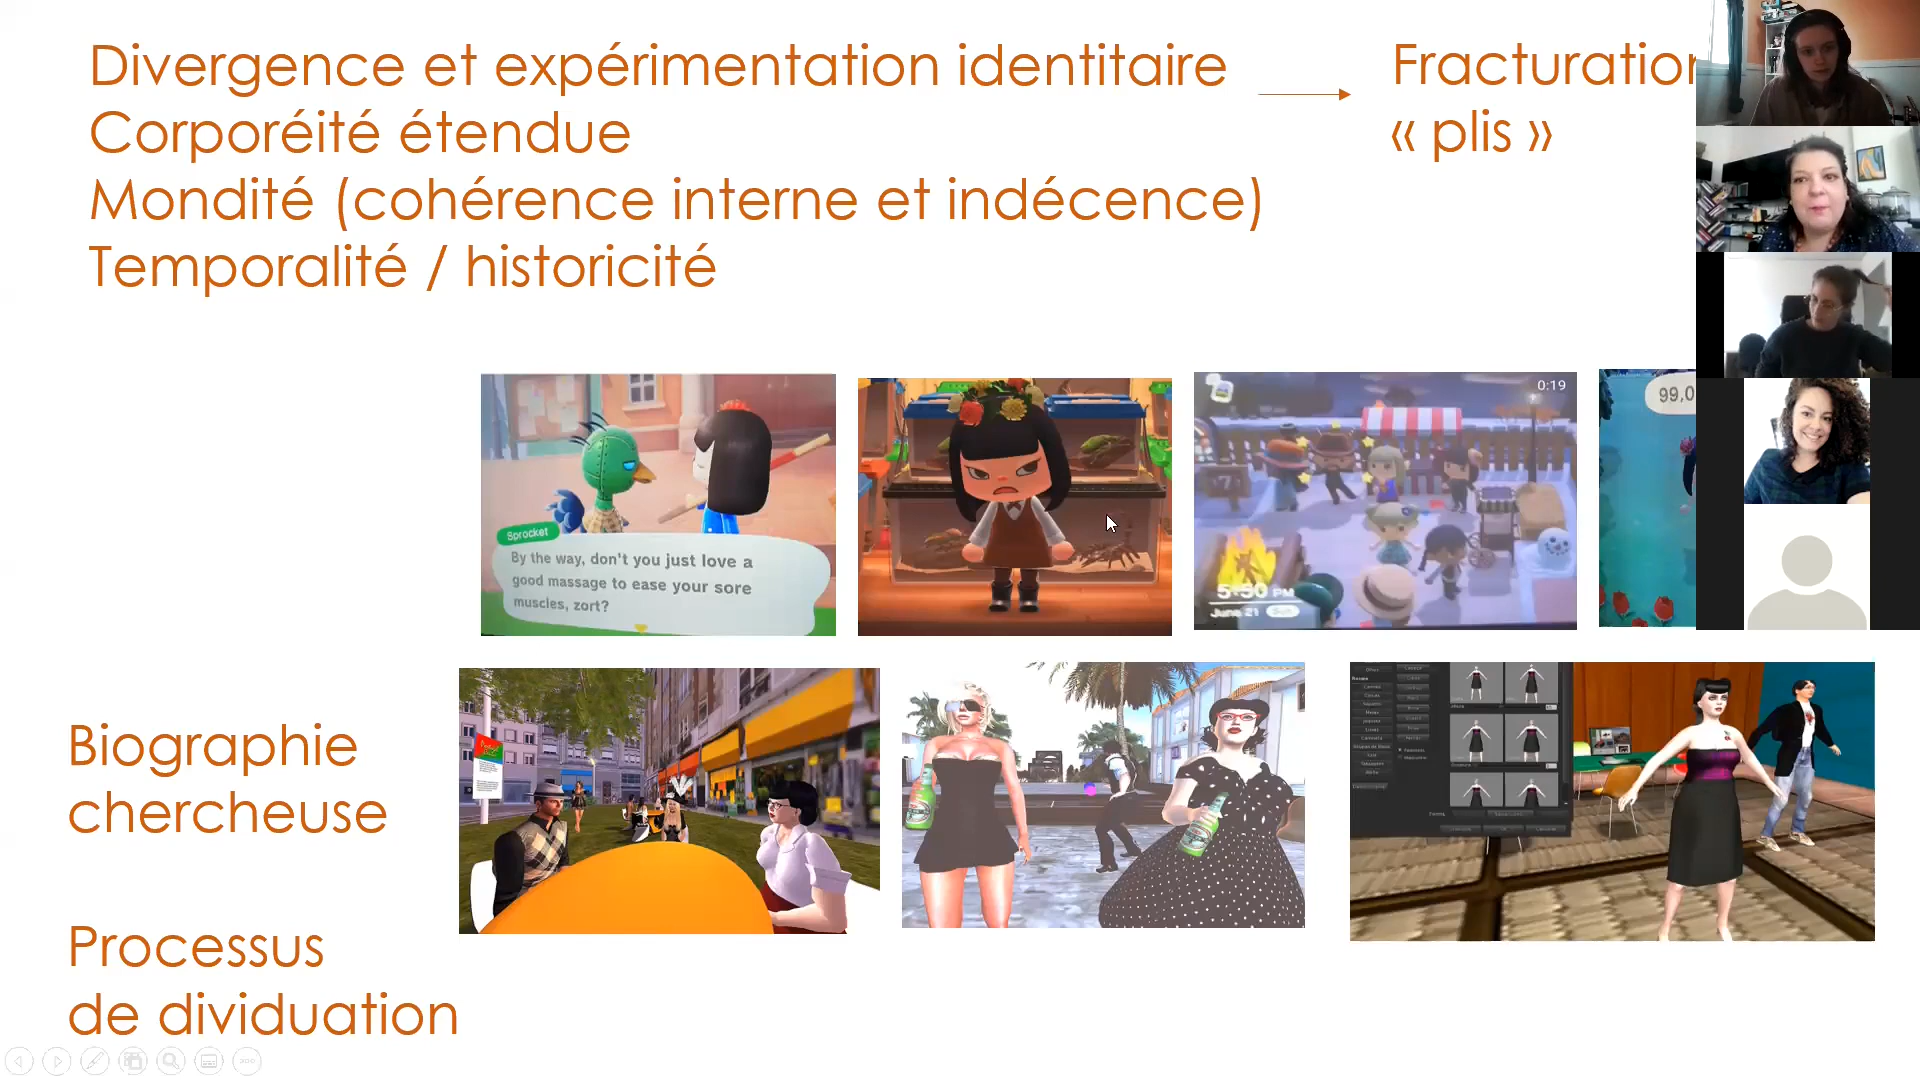 Divergence et expérimentation identitaire
Corporéité étendue
Mondité (cohérence interne et indécence)
Temporalité / historicité
Fracturation
« plis »
Sprocket
By the way, don't you just love a
good massage to ease your sore
muscles, zort?
0:19
5:50 PM
June 21 Sun
99,0
Biographie
chercheuse
Processus
de dividuation